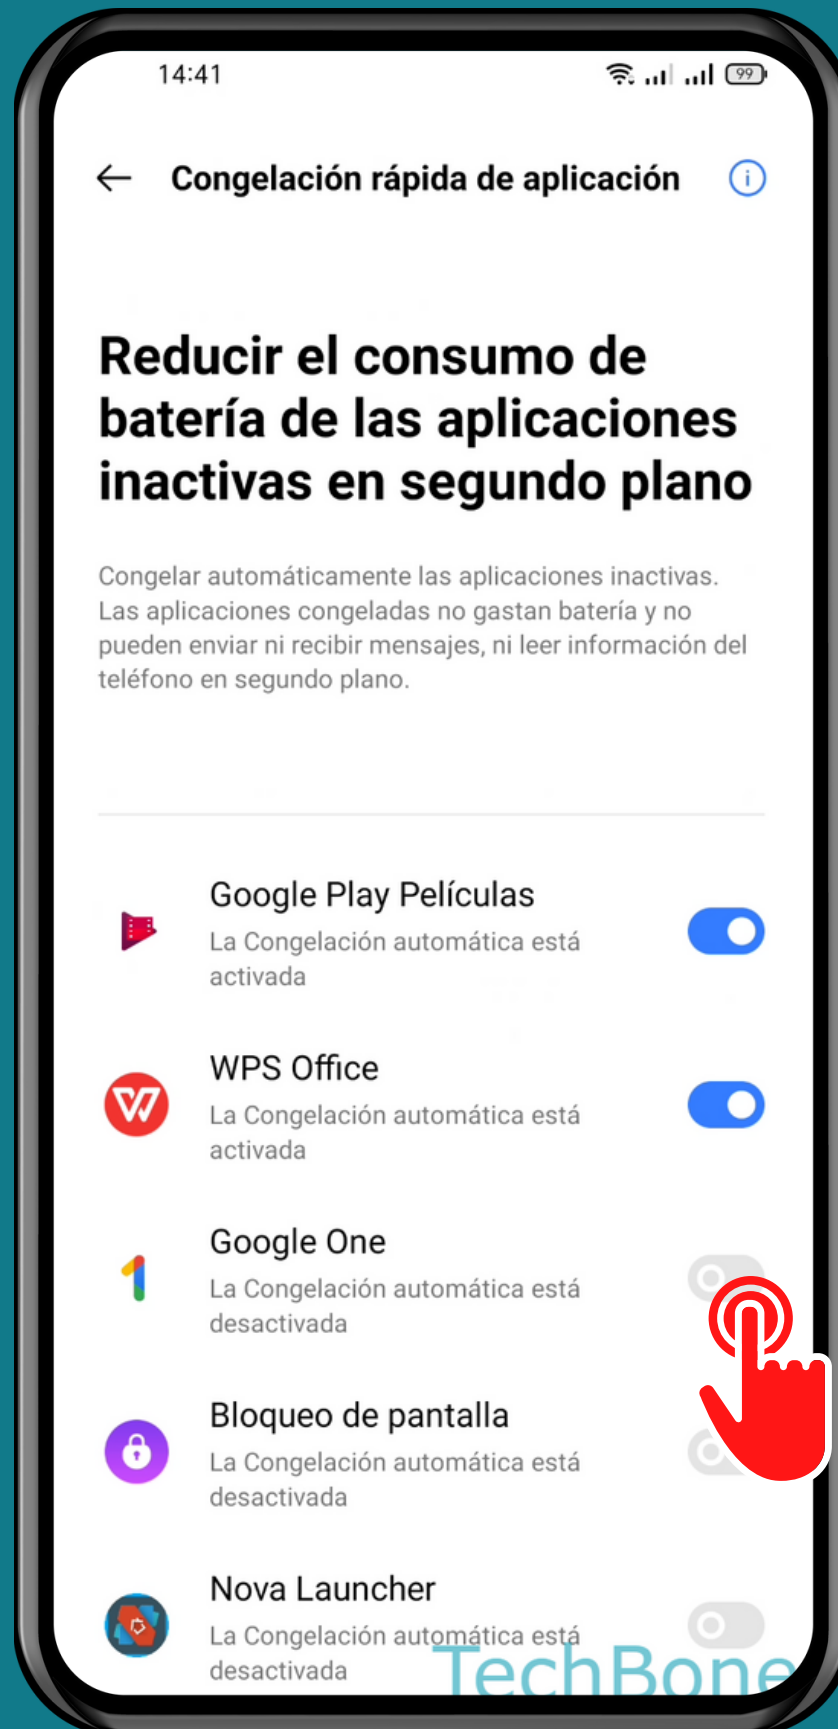 14:41
99
Congelación rápida de aplicación
Reducir el consumo de
batería de las aplicaciones
inactivas en segundo plano
Congelar automáticamente las aplicaciones inactivas.
Las aplicaciones congeladas no gastan batería y no
pueden enviar ni recibir mensajes, ni leer información del
teléfono en segundo plano.
Google Play Películas
La Congelación automática está
activada
WPS Office
La Congelación automática está
activada
Google One
La Congelación automática está
desactivada
Bloqueo de pantalla
La Congelación automática está
desactivada
Nova Launcher
La Congelación automática está
desactivada
TechBone